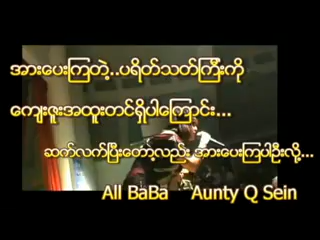 အားပေးကြတဲ့..ပရိတ်သတ်ကြီးကို
ကျေးဇူးအထူးတင်ရှိပါကြောင်း...
ဆက်လက်ပြီးတော့လည်း အားပေးကြပါဦးလို့...
All BaBa Aunty Q Sein